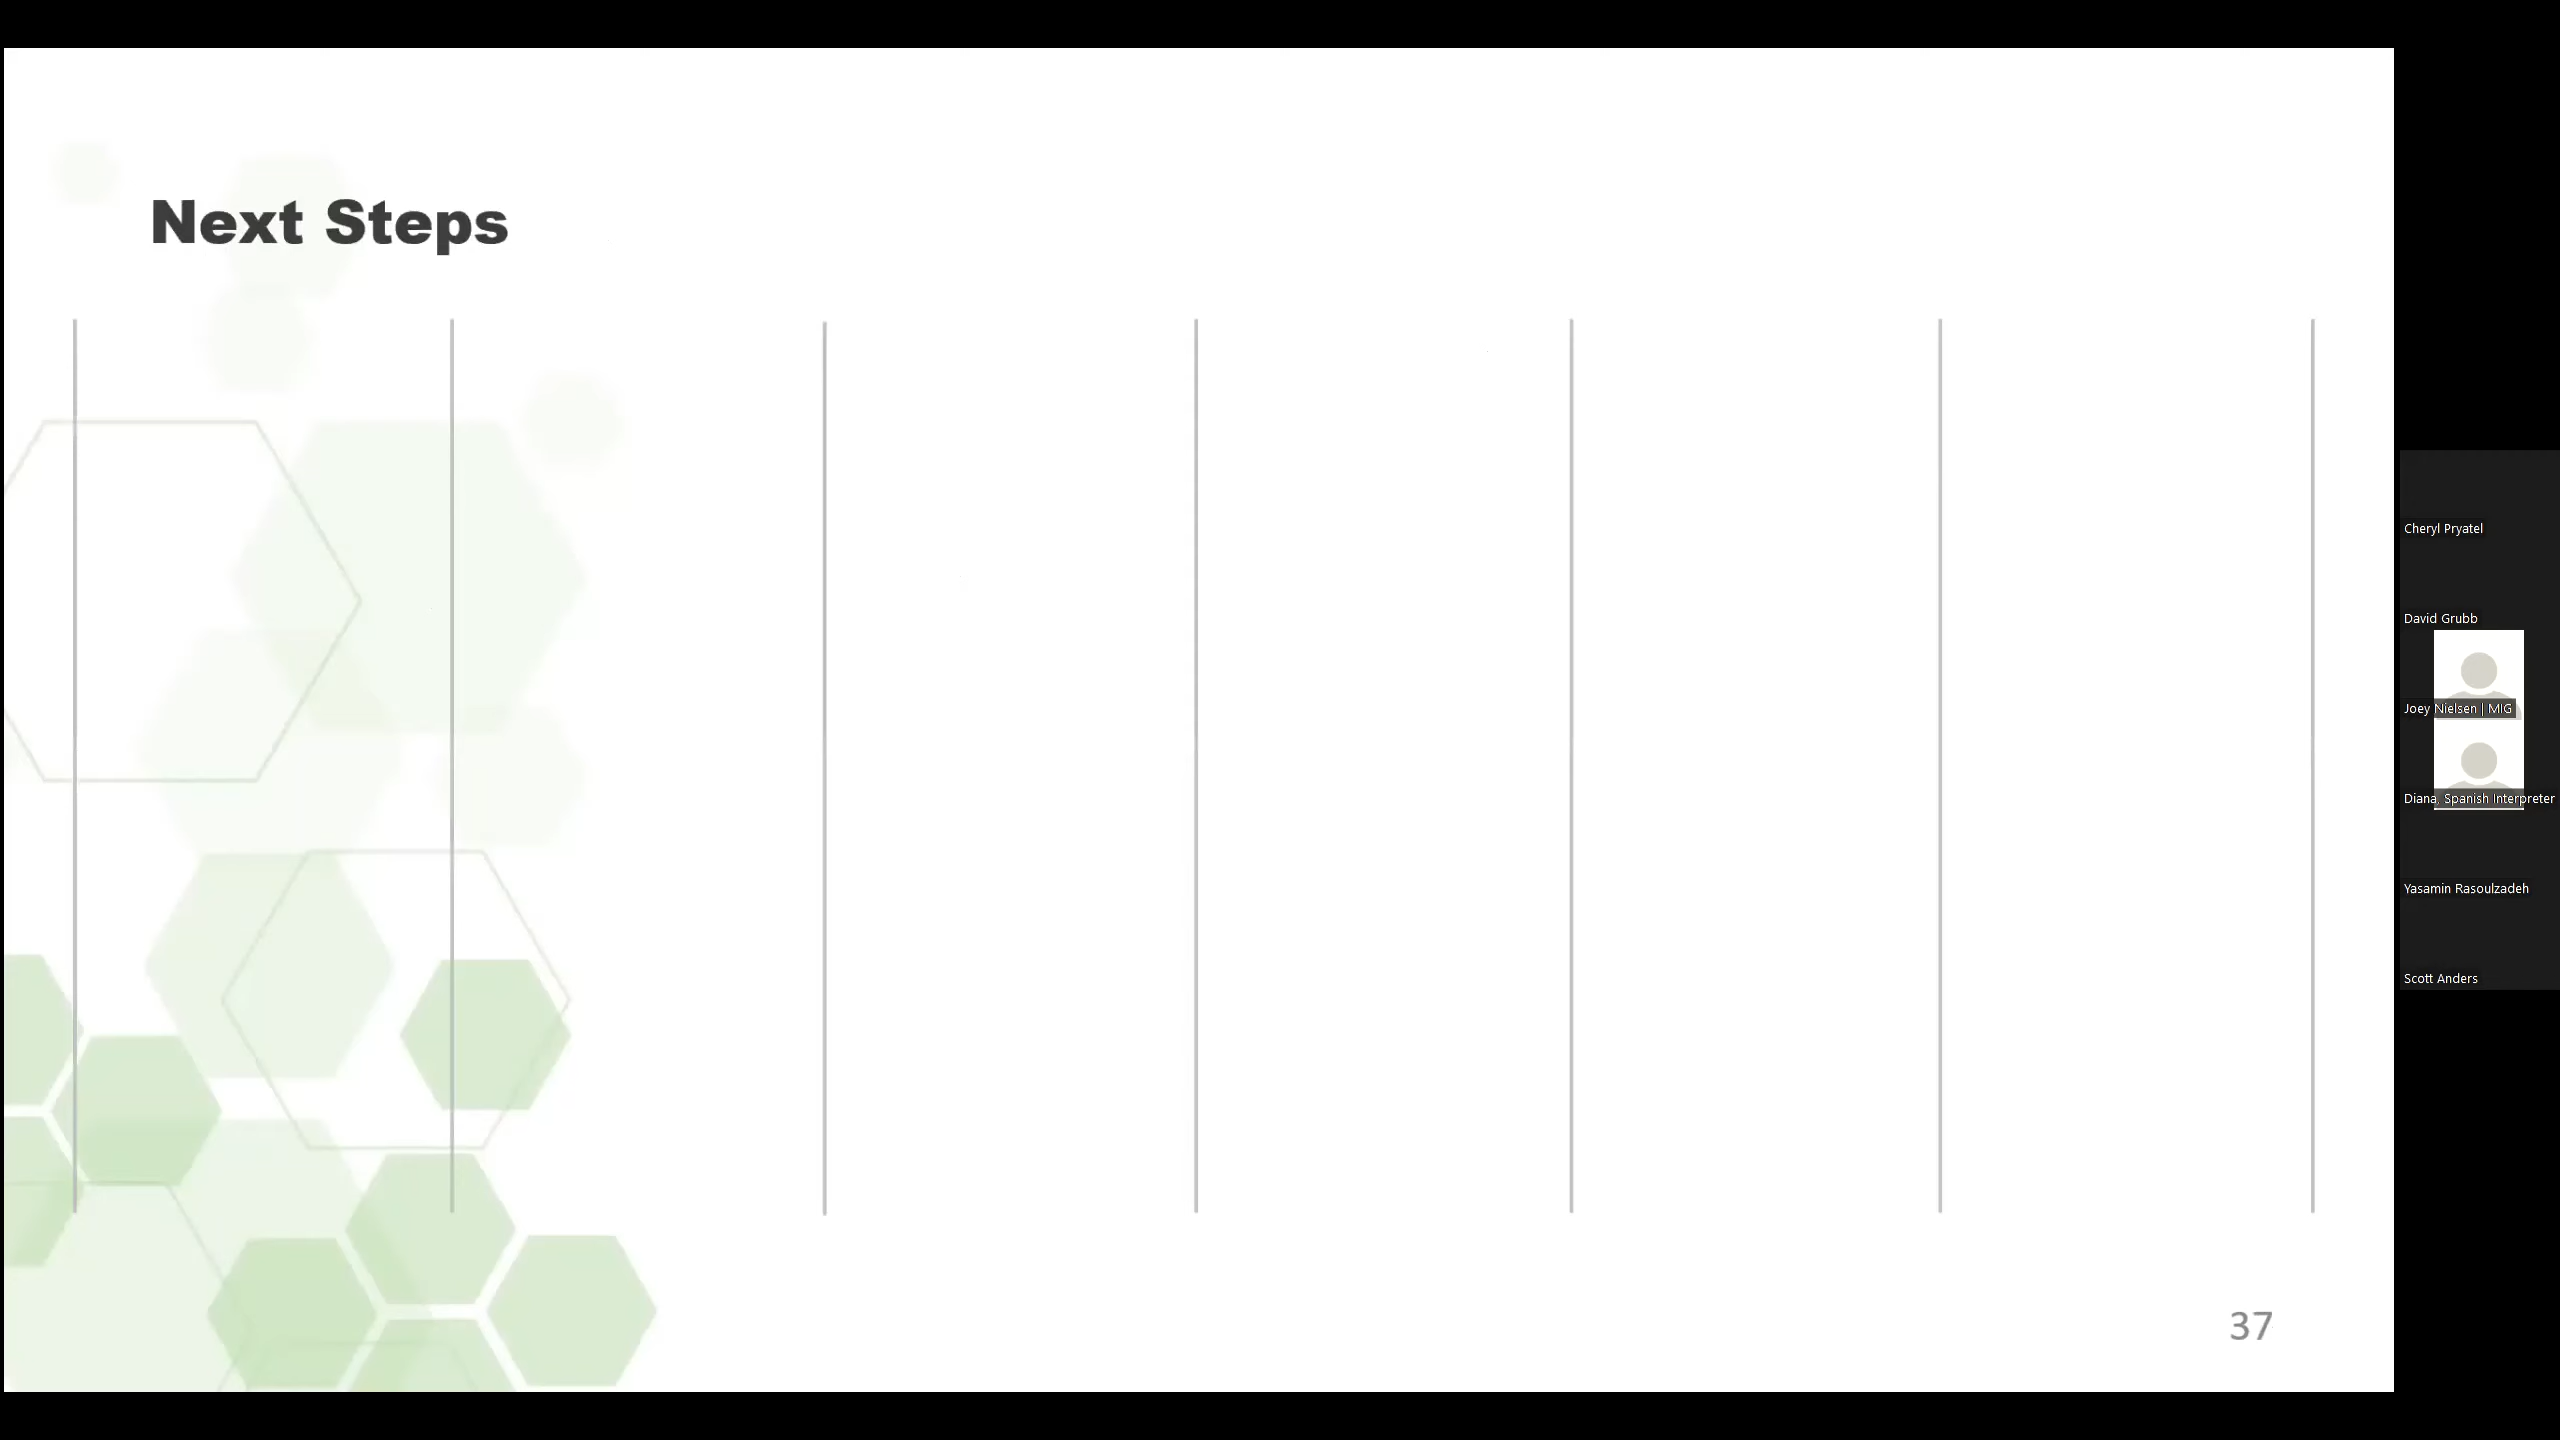 Next Steps
37
Cheryl Pryatel
David Grubb
Joey Nielsen | MIG
Diana, Spanish Interpreter
Yasamin Rasoulzadeh
Scott Anders